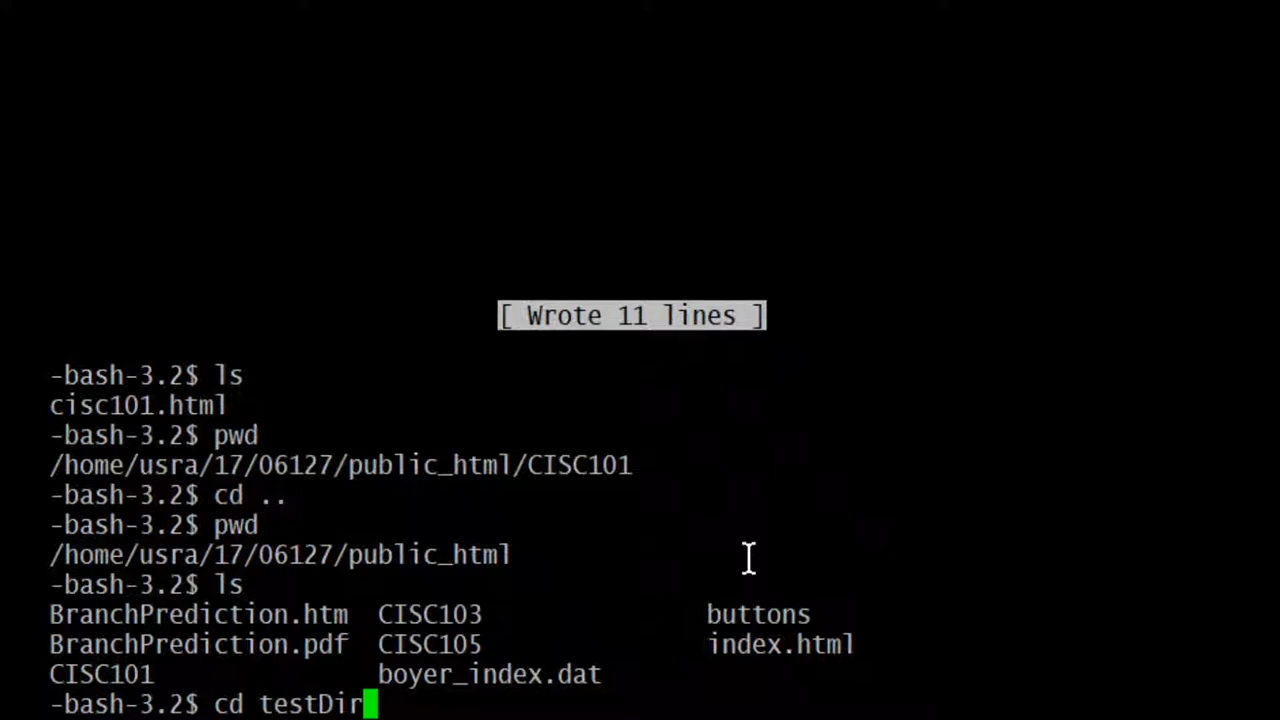 [ Wrote 11 lines ]
-bash-3.2$ ls
cisc101.html
-bash-3.2$ pwd
/home/usra/17/06127/public_html/CISC101
-bash-3.2$ cd ..
-bash-3.2$ pwd
/home/usra/17/06127/public_html
-bash-3.2$ ls
BranchPrediction.htm  CISC103               buttons
BranchPrediction.pdf  CISC105               index.html
CISC101               boyer_index.dat
-bash-3.2$ cd testDir